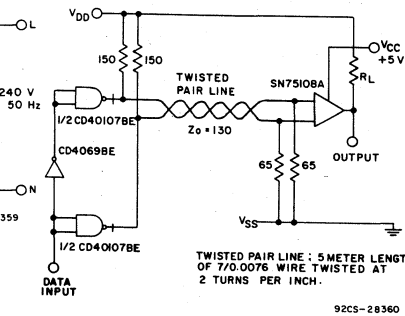 L
VDD
VCC
+5 V
150
150
RL
240 V
50 Hz
TWISTED
PAIR LINE
SN75108A
1/2 CD40107BE
Zo = 130
CD4069BE
OUTPUT
65
65
N
359
VSS
1/2 CD40107BE
DATA
INPUT
TWISTED PAIR LINE ; 5 METER LENGT
OF 7/0.0076 WIRE TWISTED AT
2 TURNS PER INCH.
92CS-28360